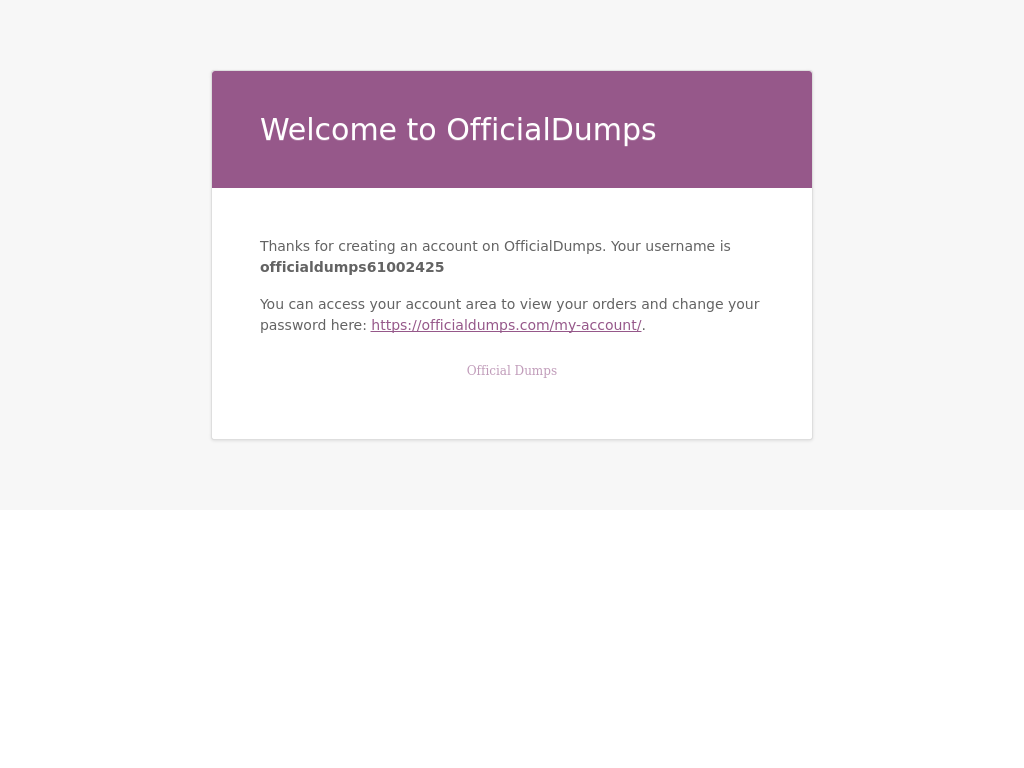 Welcome to OfficialDumps
Thanks for creating an account on OfficialDumps. Your username is
officialdumps61002425
You can access your account area to view your orders and change your
password here: https://officialdumps.com/my-account/.
Official Dumps